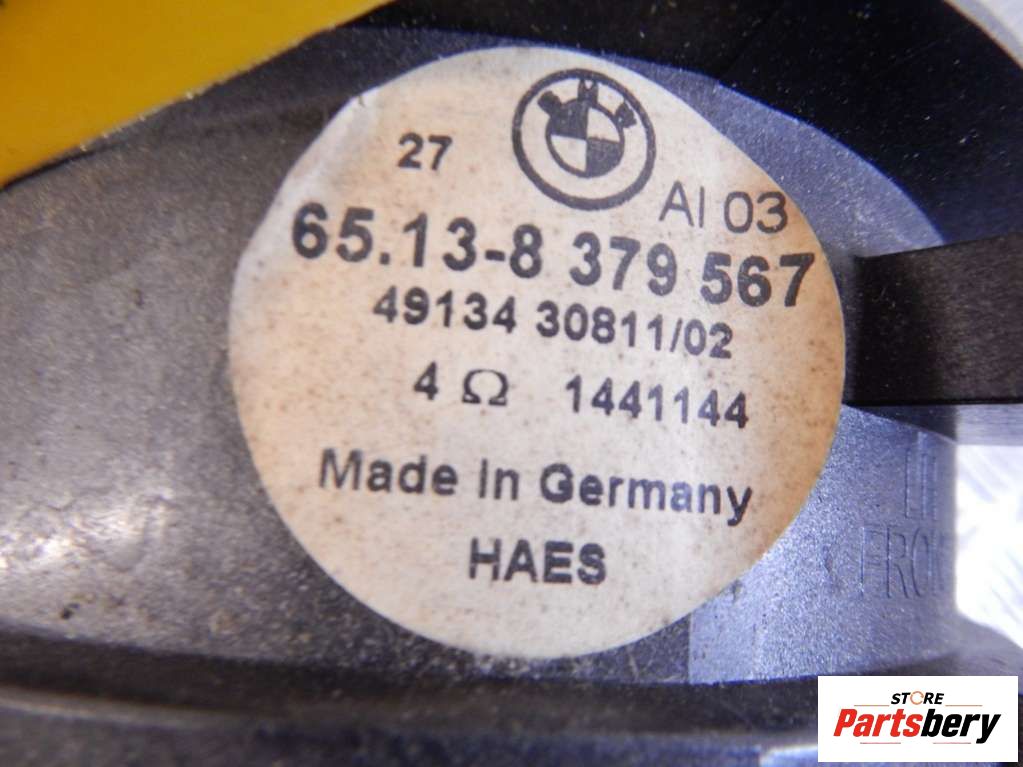 27
AI 03
65.13-8 379 567
49134 30811/02
4 Ω 1441144
Made In Germany
HAES
STORE
Partsbery